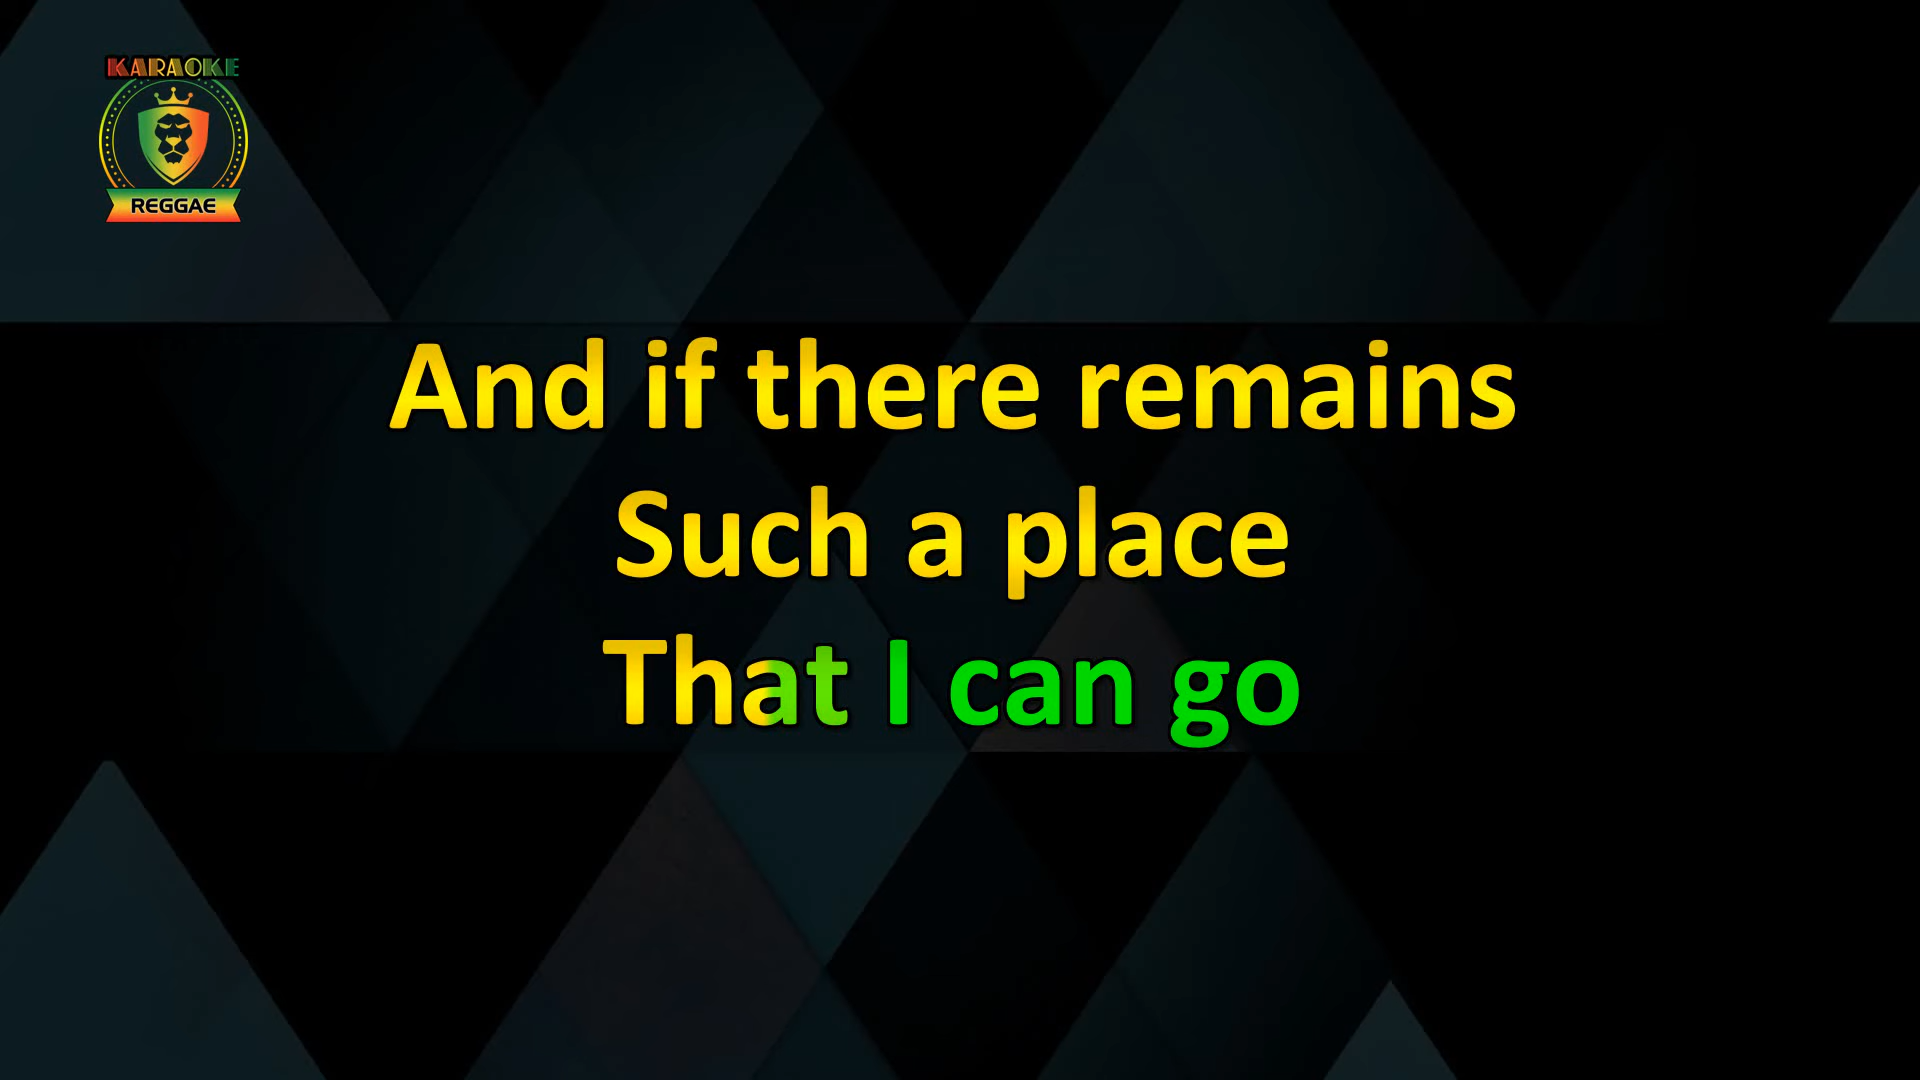 KARAOKE
REGGAE
And if there remains
Such a place
That I can go